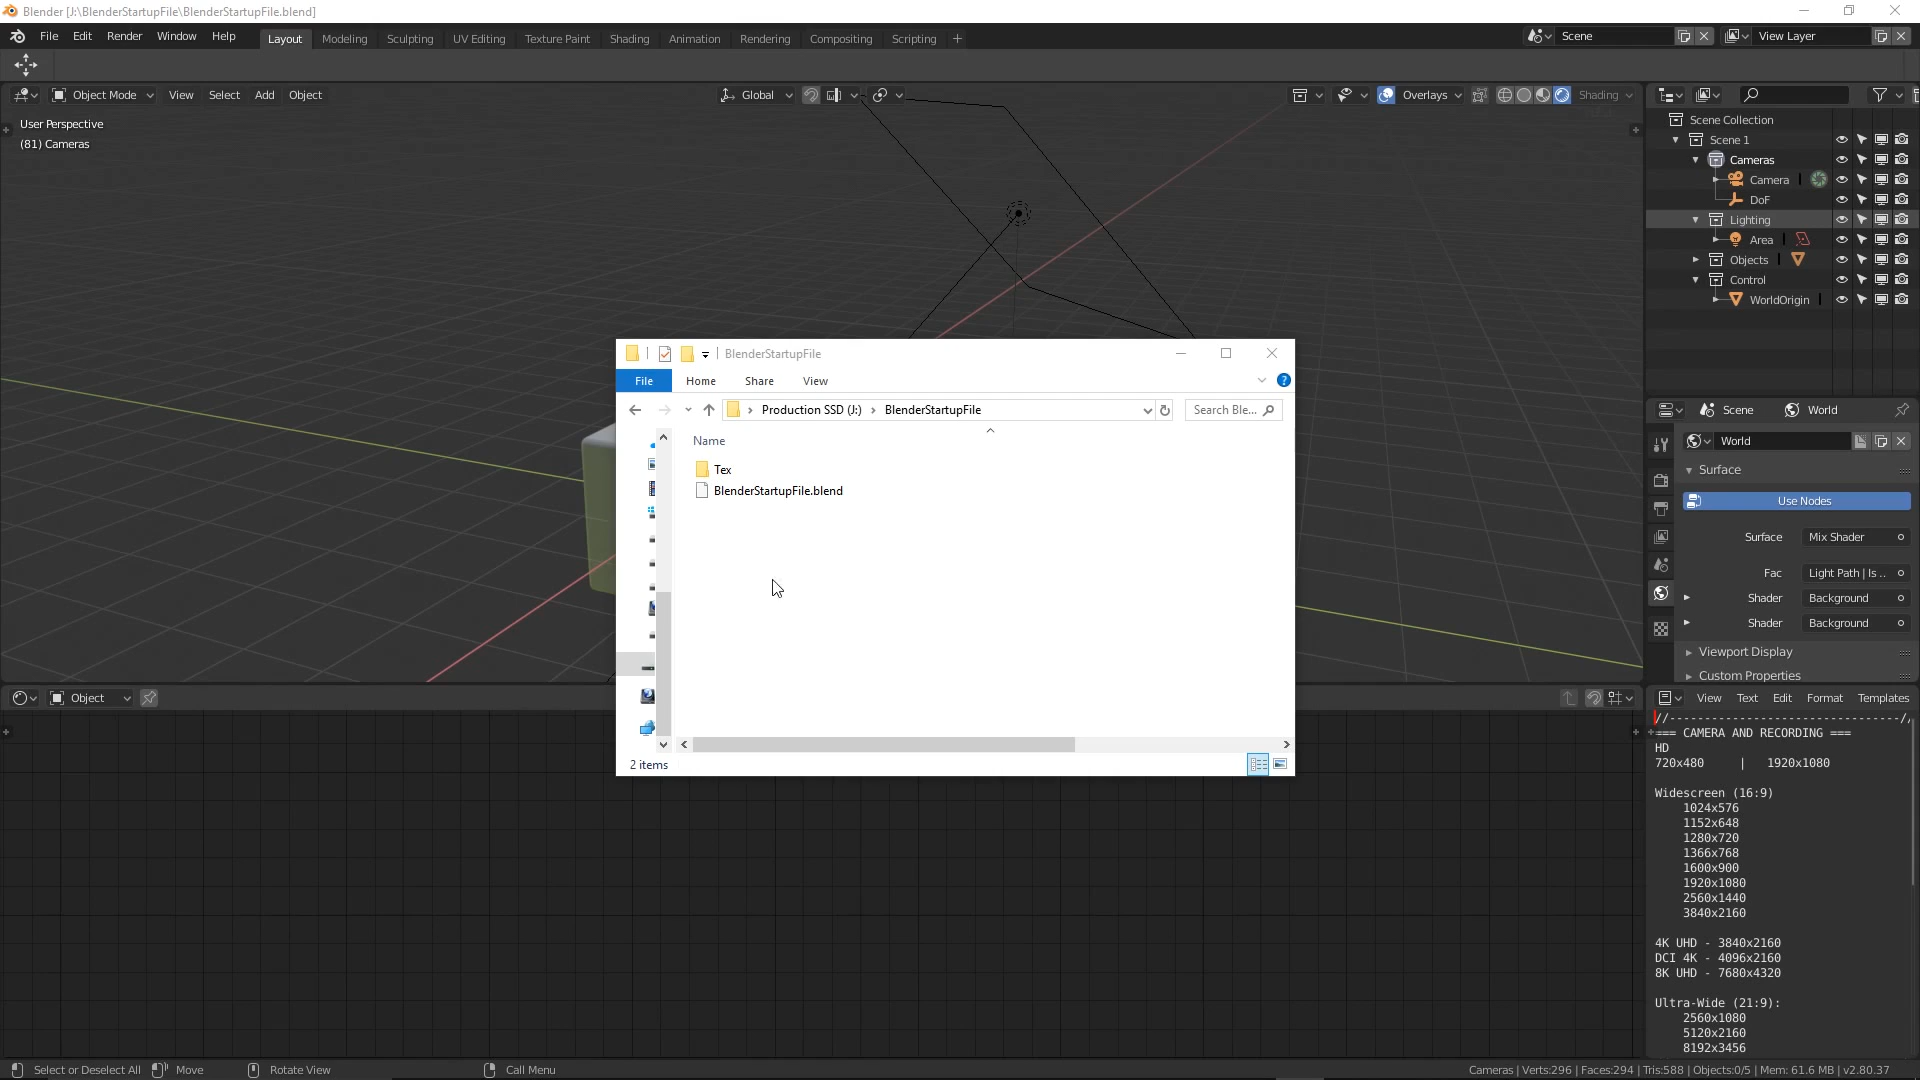 Blender [J:\BlenderStartupFile\BlenderStartupFile.blend]
File Edit Render Window Help Layout Modeling Sculpting UV Editing Texture Paint Shading Animation Rendering Compositing Scripting + Scene View Layer
Object Mode View Select Add Object Global Overlays Shading
User Perspective
(81) Cameras
Scene Collection
Scene 1
Cameras
Camera
DoF
Lighting
Area
Objects
Control
WorldOrigin
BlenderStartupFile
File Home Share View
Production SSD (J:) > BlenderStartupFile Search Ble...
Name
Tex
BlenderStartupFile.blend
2 items
Scene World
World
Surface
Use Nodes
Surface Mix Shader
Fac Light Path | Is ..
Shader Background
Shader Background
Viewport Display
Custom Properties
Object
View Text Edit Format Templates
//---------------------------------//
=== CAMERA AND RECORDING ===
HD
720x480 | 1920x1080
Widescreen (16:9)
1024x576
1152x648
1280x720
1366x768
1600x900
1920x1080
2560x1440
3840x2160
4K UHD - 3840x2160
DCI 4K - 4096x2160
8K UHD - 7680x4320
Ultra-Wide (21:9):
2560x1080
5120x2160
8192x3456
Select or Deselect All Move Rotate View Call Menu Cameras | Verts:296 | Faces:294 | Tris:588 | Objects:0/5 | Mem: 61.6 MB | v2.80.37